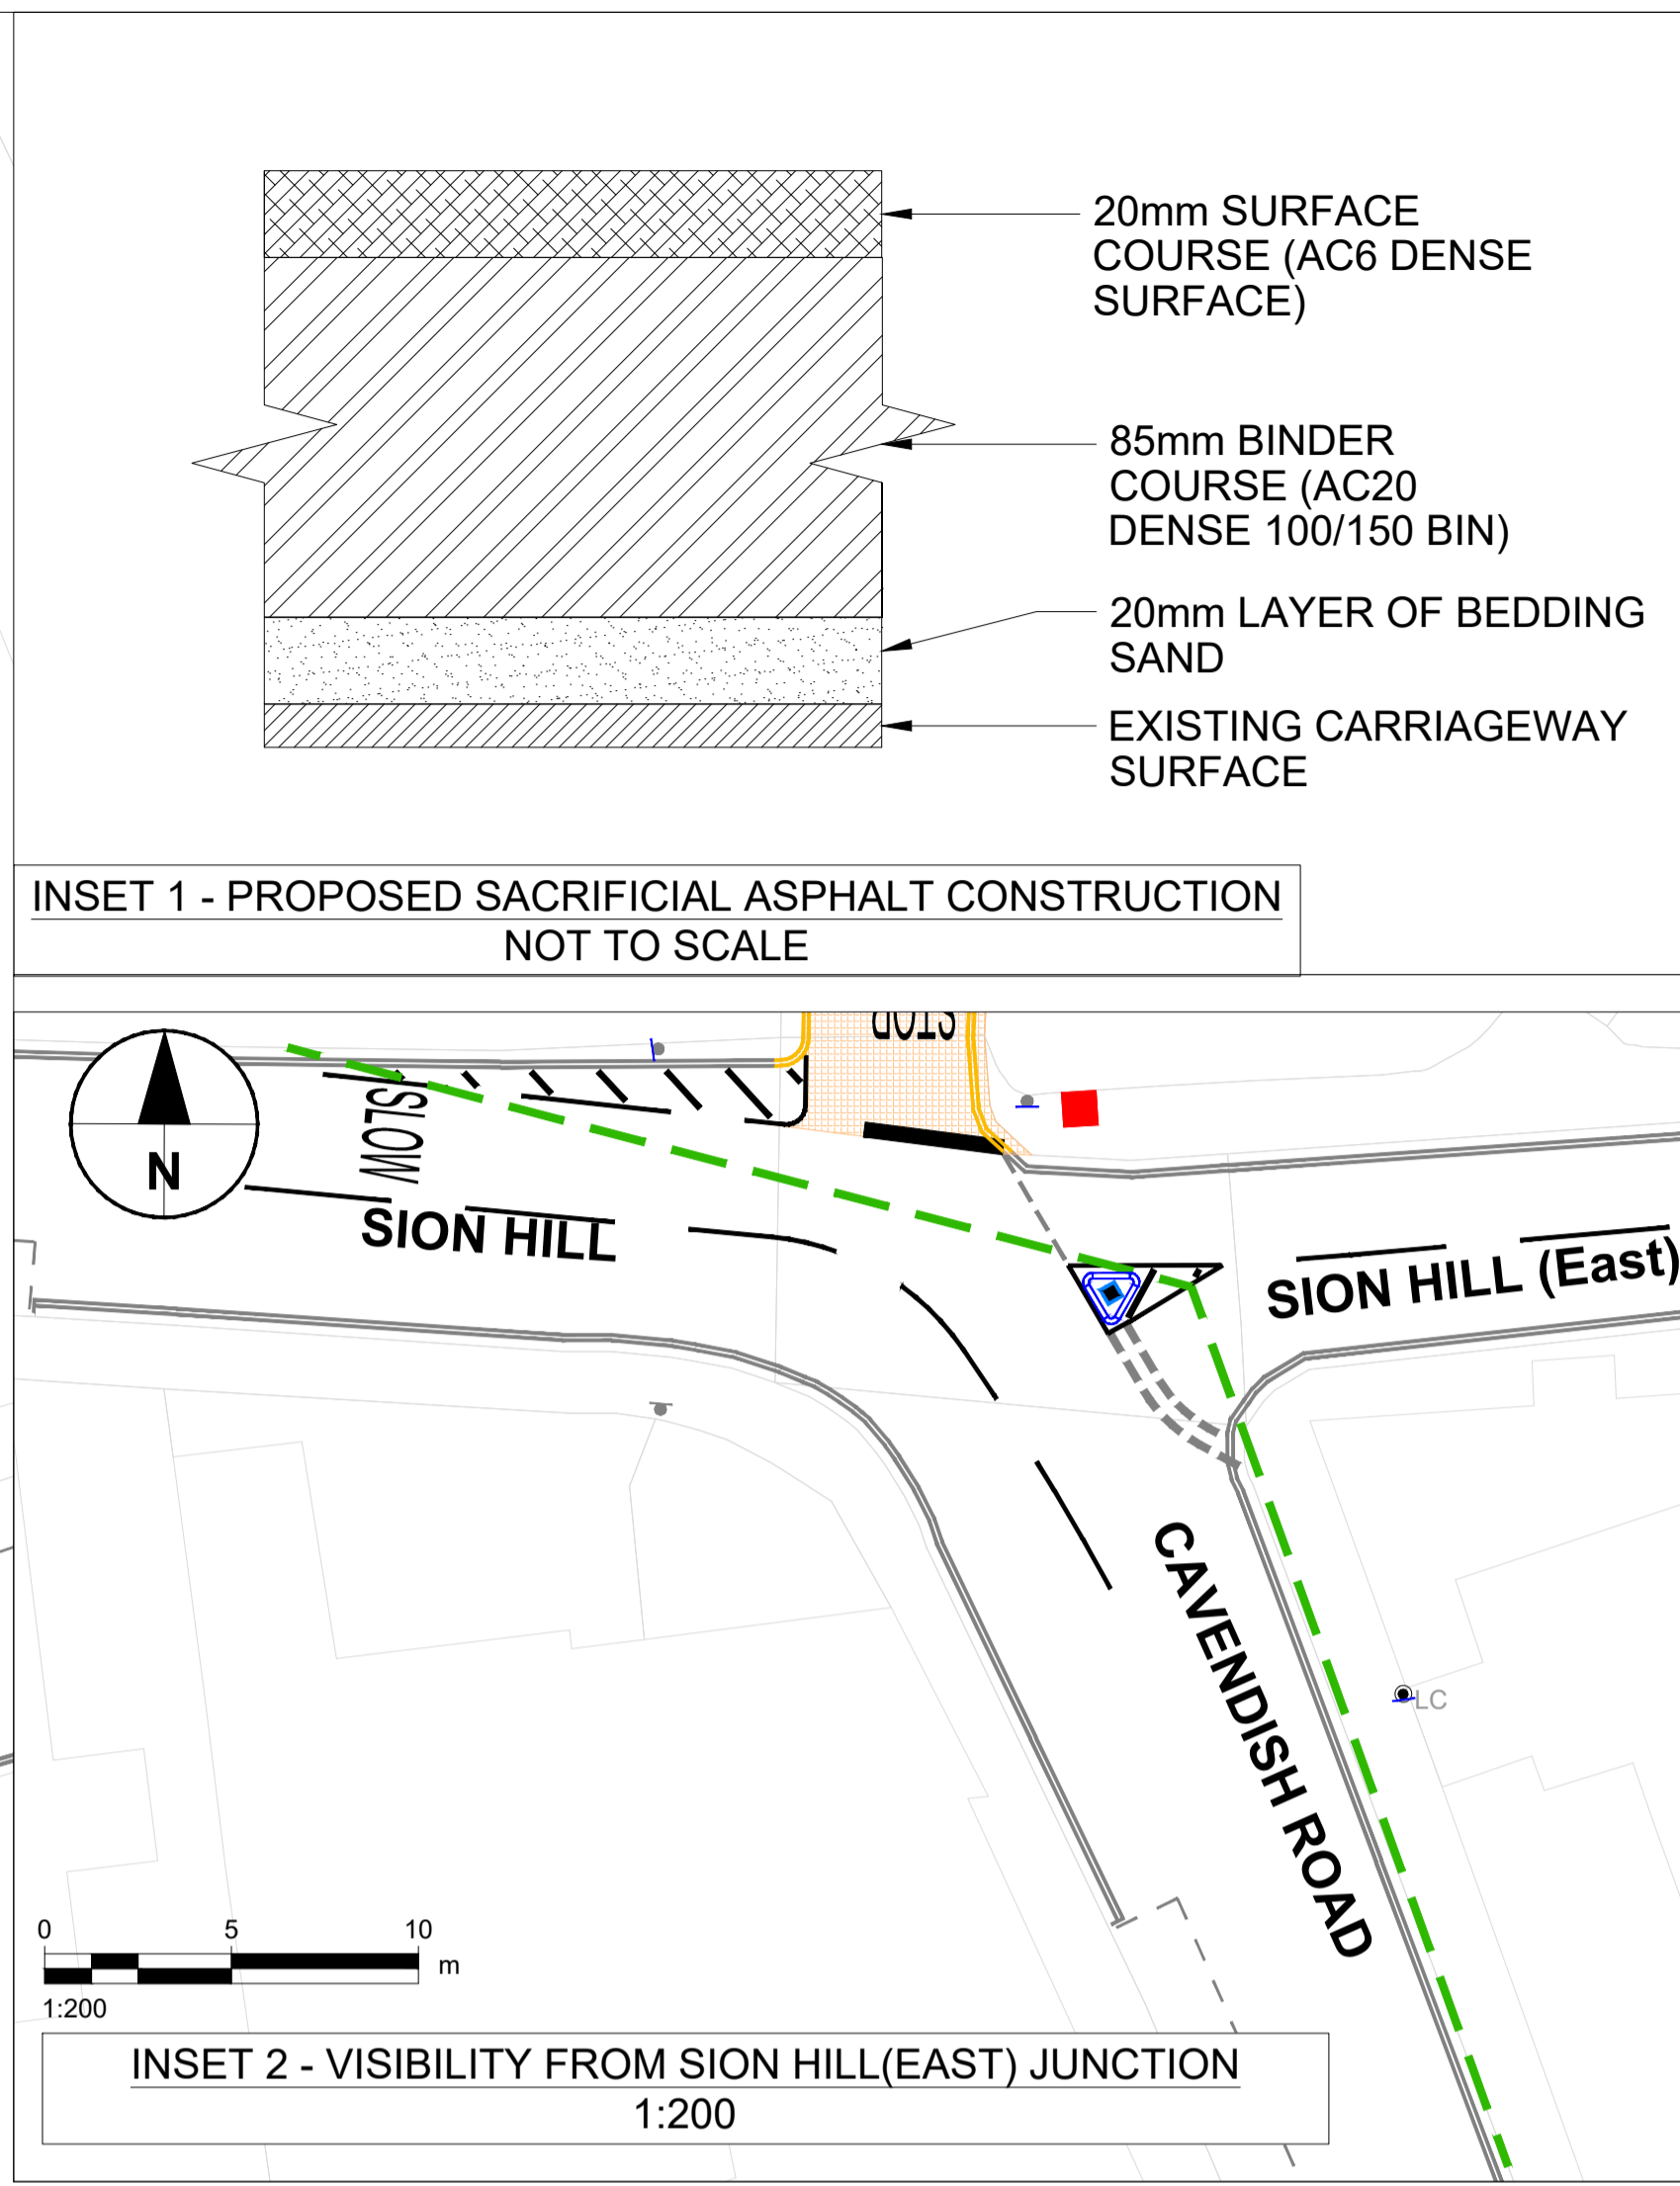 20mm SURFACE
COURSE (AC6 DENSE
SURFACE)
85mm BINDER
COURSE (AC20
DENSE 100/150 BIN)
20mm LAYER OF BEDDING
SAND
EXISTING CARRIAGEWAY
SURFACE
INSET 1 - PROPOSED SACRIFICIAL ASPHALT CONSTRUCTION
NOT TO SCALE
STOP
N
SLOW
SION HILL
SION HILL (East)
CAVENDISH ROAD
LC
0 5 10
m
1:200
INSET 2 - VISIBILITY FROM SION HILL(EAST) JUNCTION
1:200